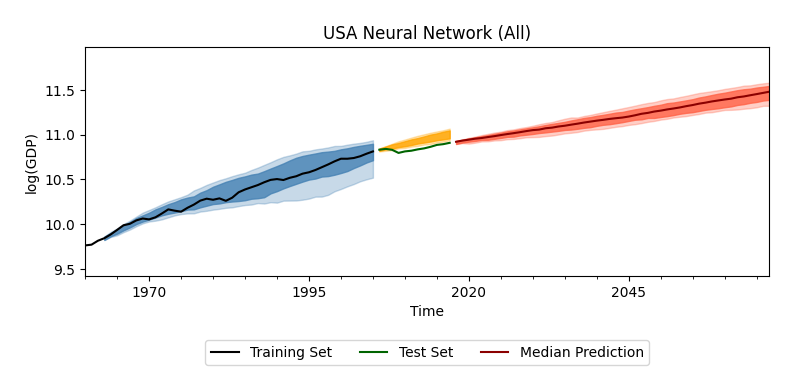 USA Neural Network (All)
log(GDP)
11.5
11.0
10.5
10.0
9.5
1970 1995 2020 2045
Time
Training Set Test Set Median Prediction